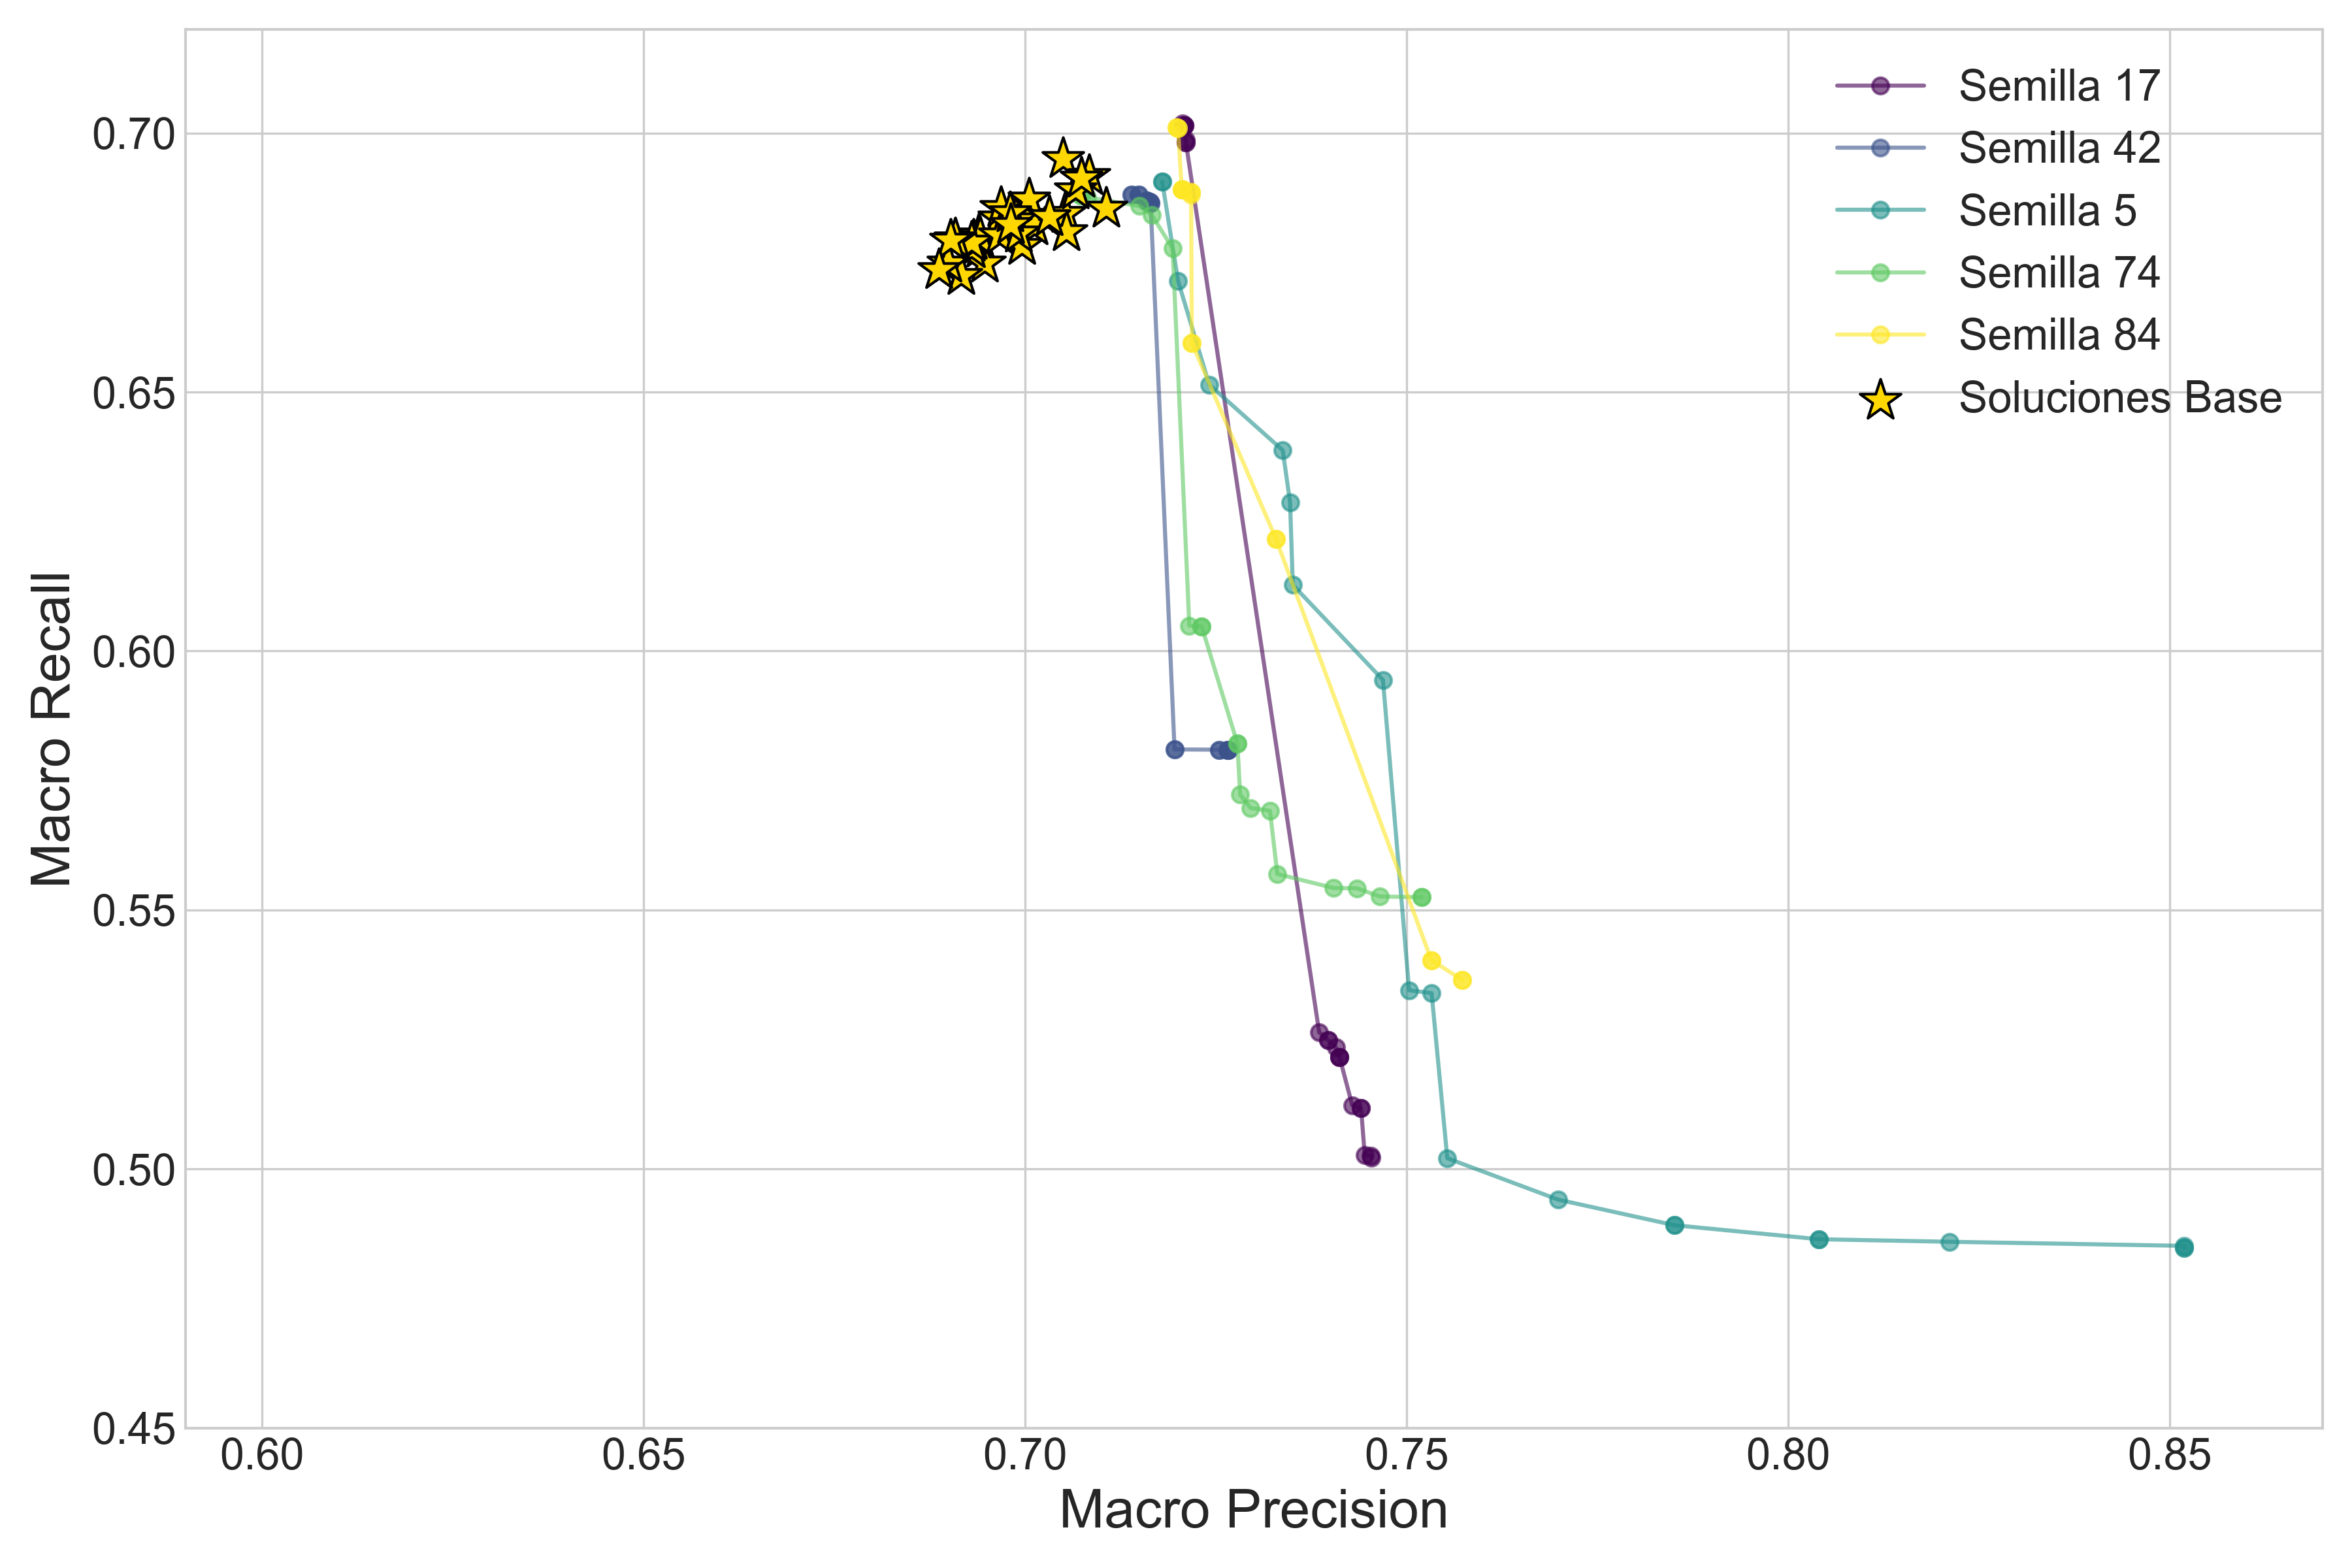 Semilla 17
Semilla 42
Semilla 5
Semilla 74
Semilla 84
Soluciones Base
Macro Recall
0.70
0.65
0.60
0.55
0.50
0.45
0.60 0.65 0.70 0.75 0.80 0.85
Macro Precision